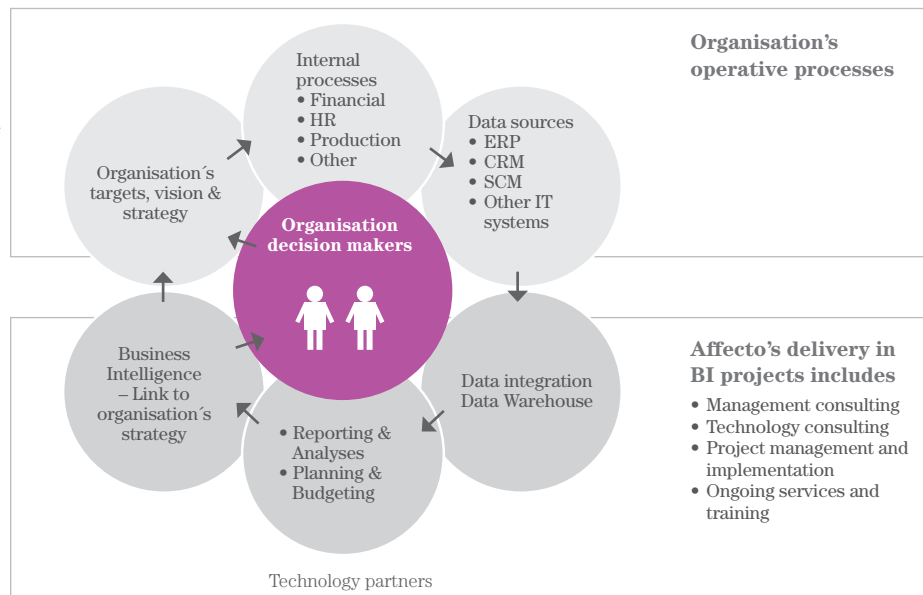 Organisation's
operative processes
Internal
processes
• Financial
• HR
• Production
• Other
Data sources
• ERP
• CRM
• SCM
• Other IT
systems
Organisation´s
targets, vision &
strategy
Organisation
decision makers
Business
Intelligence
– Link to
organisation´s
strategy
• Reporting &
Analyses
• Planning &
Budgeting
Data integration
Data Warehouse
Affecto's delivery in
BI projects includes
• Management consulting
• Technology consulting
• Project management and
implementation
• Ongoing services and
training
Technology partners